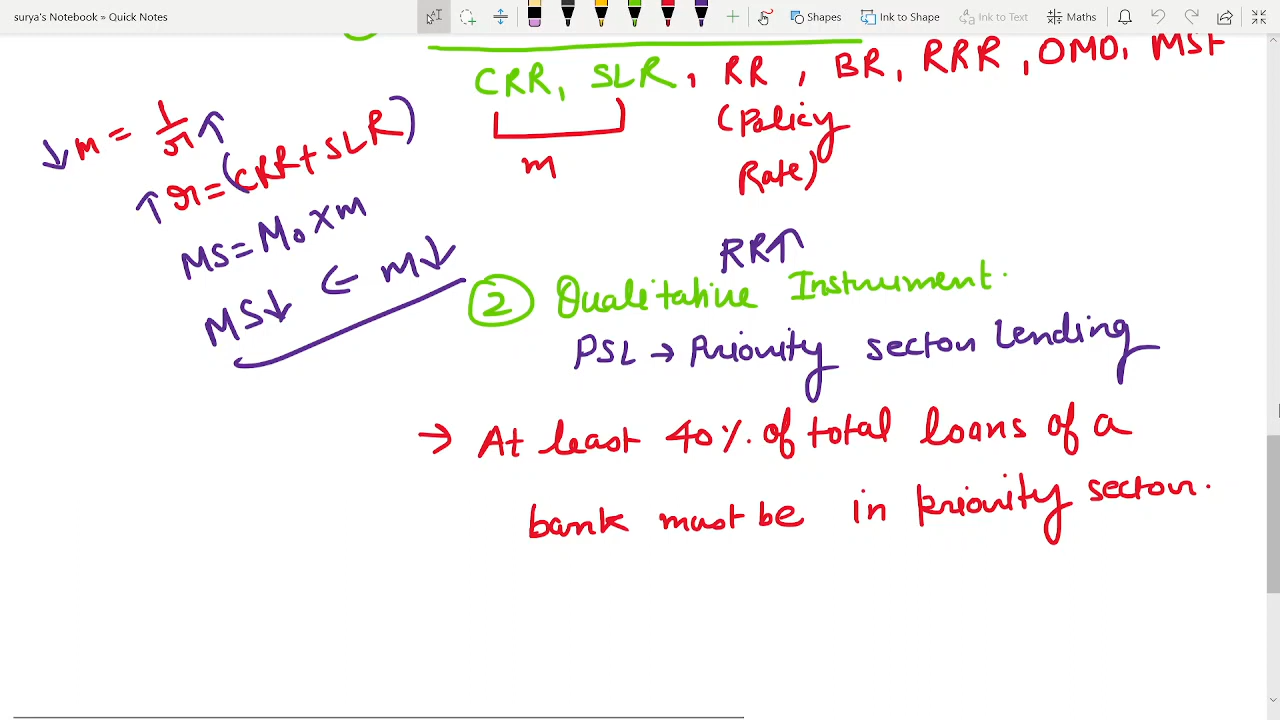 surya's Notebook » Quick Notes
Shapes
Ink to Shape
Ink to Text
Maths
CRR, SLR, RR, BR, RRR, OMO, MSF
m
(Policy
Rate)
↓m = 1/r↑
↑r = (CRR+SLR)
MS = M₀ × m
MS↓ ← m↓
RR↑
2 Qualitative Instrument.
PSL → Priority sector lending
→ At least 40%. of total loans of a
bank must be in priority sector.